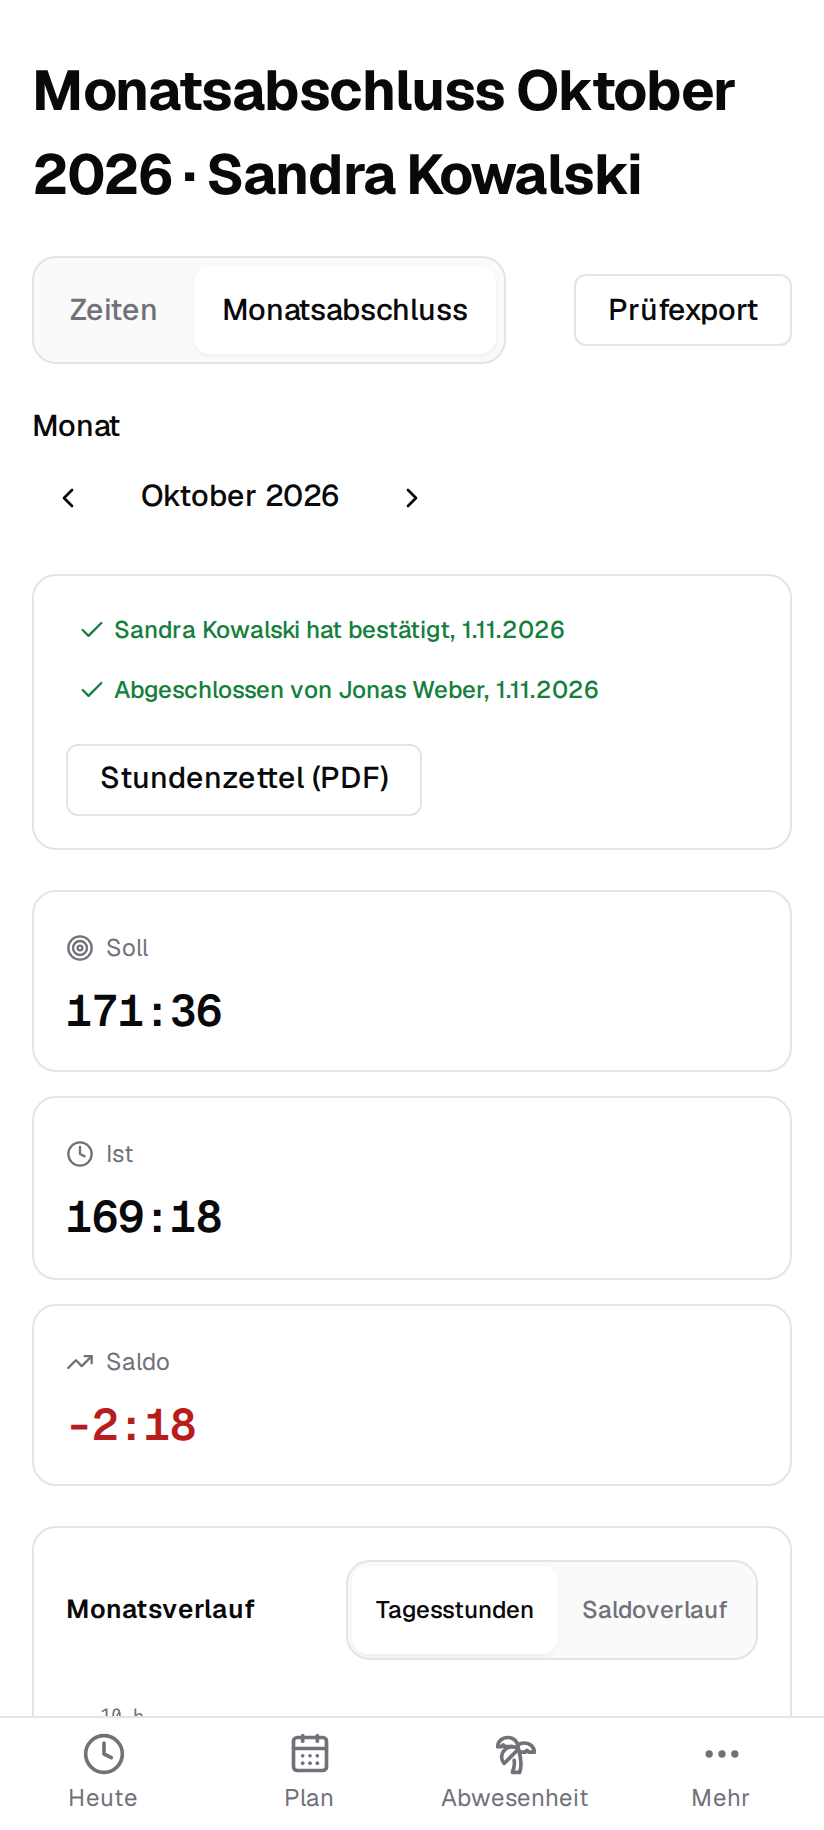 Monatsabschluss Oktober
2026 · Sandra Kowalski
Zeiten
Monatsabschluss
Prüfexport
Monat
Oktober 2026
Sandra Kowalski hat bestätigt, 1.11.2026
Abgeschlossen von Jonas Weber, 1.11.2026
Stundenzettel (PDF)
Soll
171:36
Ist
169:18
Saldo
-2:18
Monatsverlauf
Tagesstunden
Saldoverlauf
10 h
Heute
Plan
Abwesenheit
Mehr